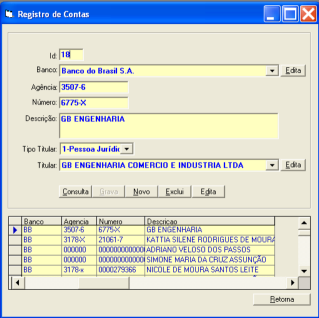 Registro de Contas
Id: 18
Banco: Banco do Brasil S.A. Edita
Agência: 3507-6
Número: 6775-X
Descrição: GB ENGENHARIA
Tipo Titular: 1-Pessoa Jurídic
Titular: GB ENGENHARIA COMERCIO E INDUSTRIA LTDA Edita
Consulta Grava Novo Exclui Edita
Banco Agencia Numero Descricao
BB 3507-6 6775-X GB ENGENHARIA
BB 3178-X 21061-7 KATTIA SILENE RODRIGUES DE MOURA
BB 000000 000000000000 ADRIANO VELOSO DOS PASSOS
BB 000000 000000000000 SIMONE MARIA DA CRUZ ASSUNÇÃO
BB 3178-x 0000279366 NICOLE DE MOURA SANTOS LEITE
Retorna